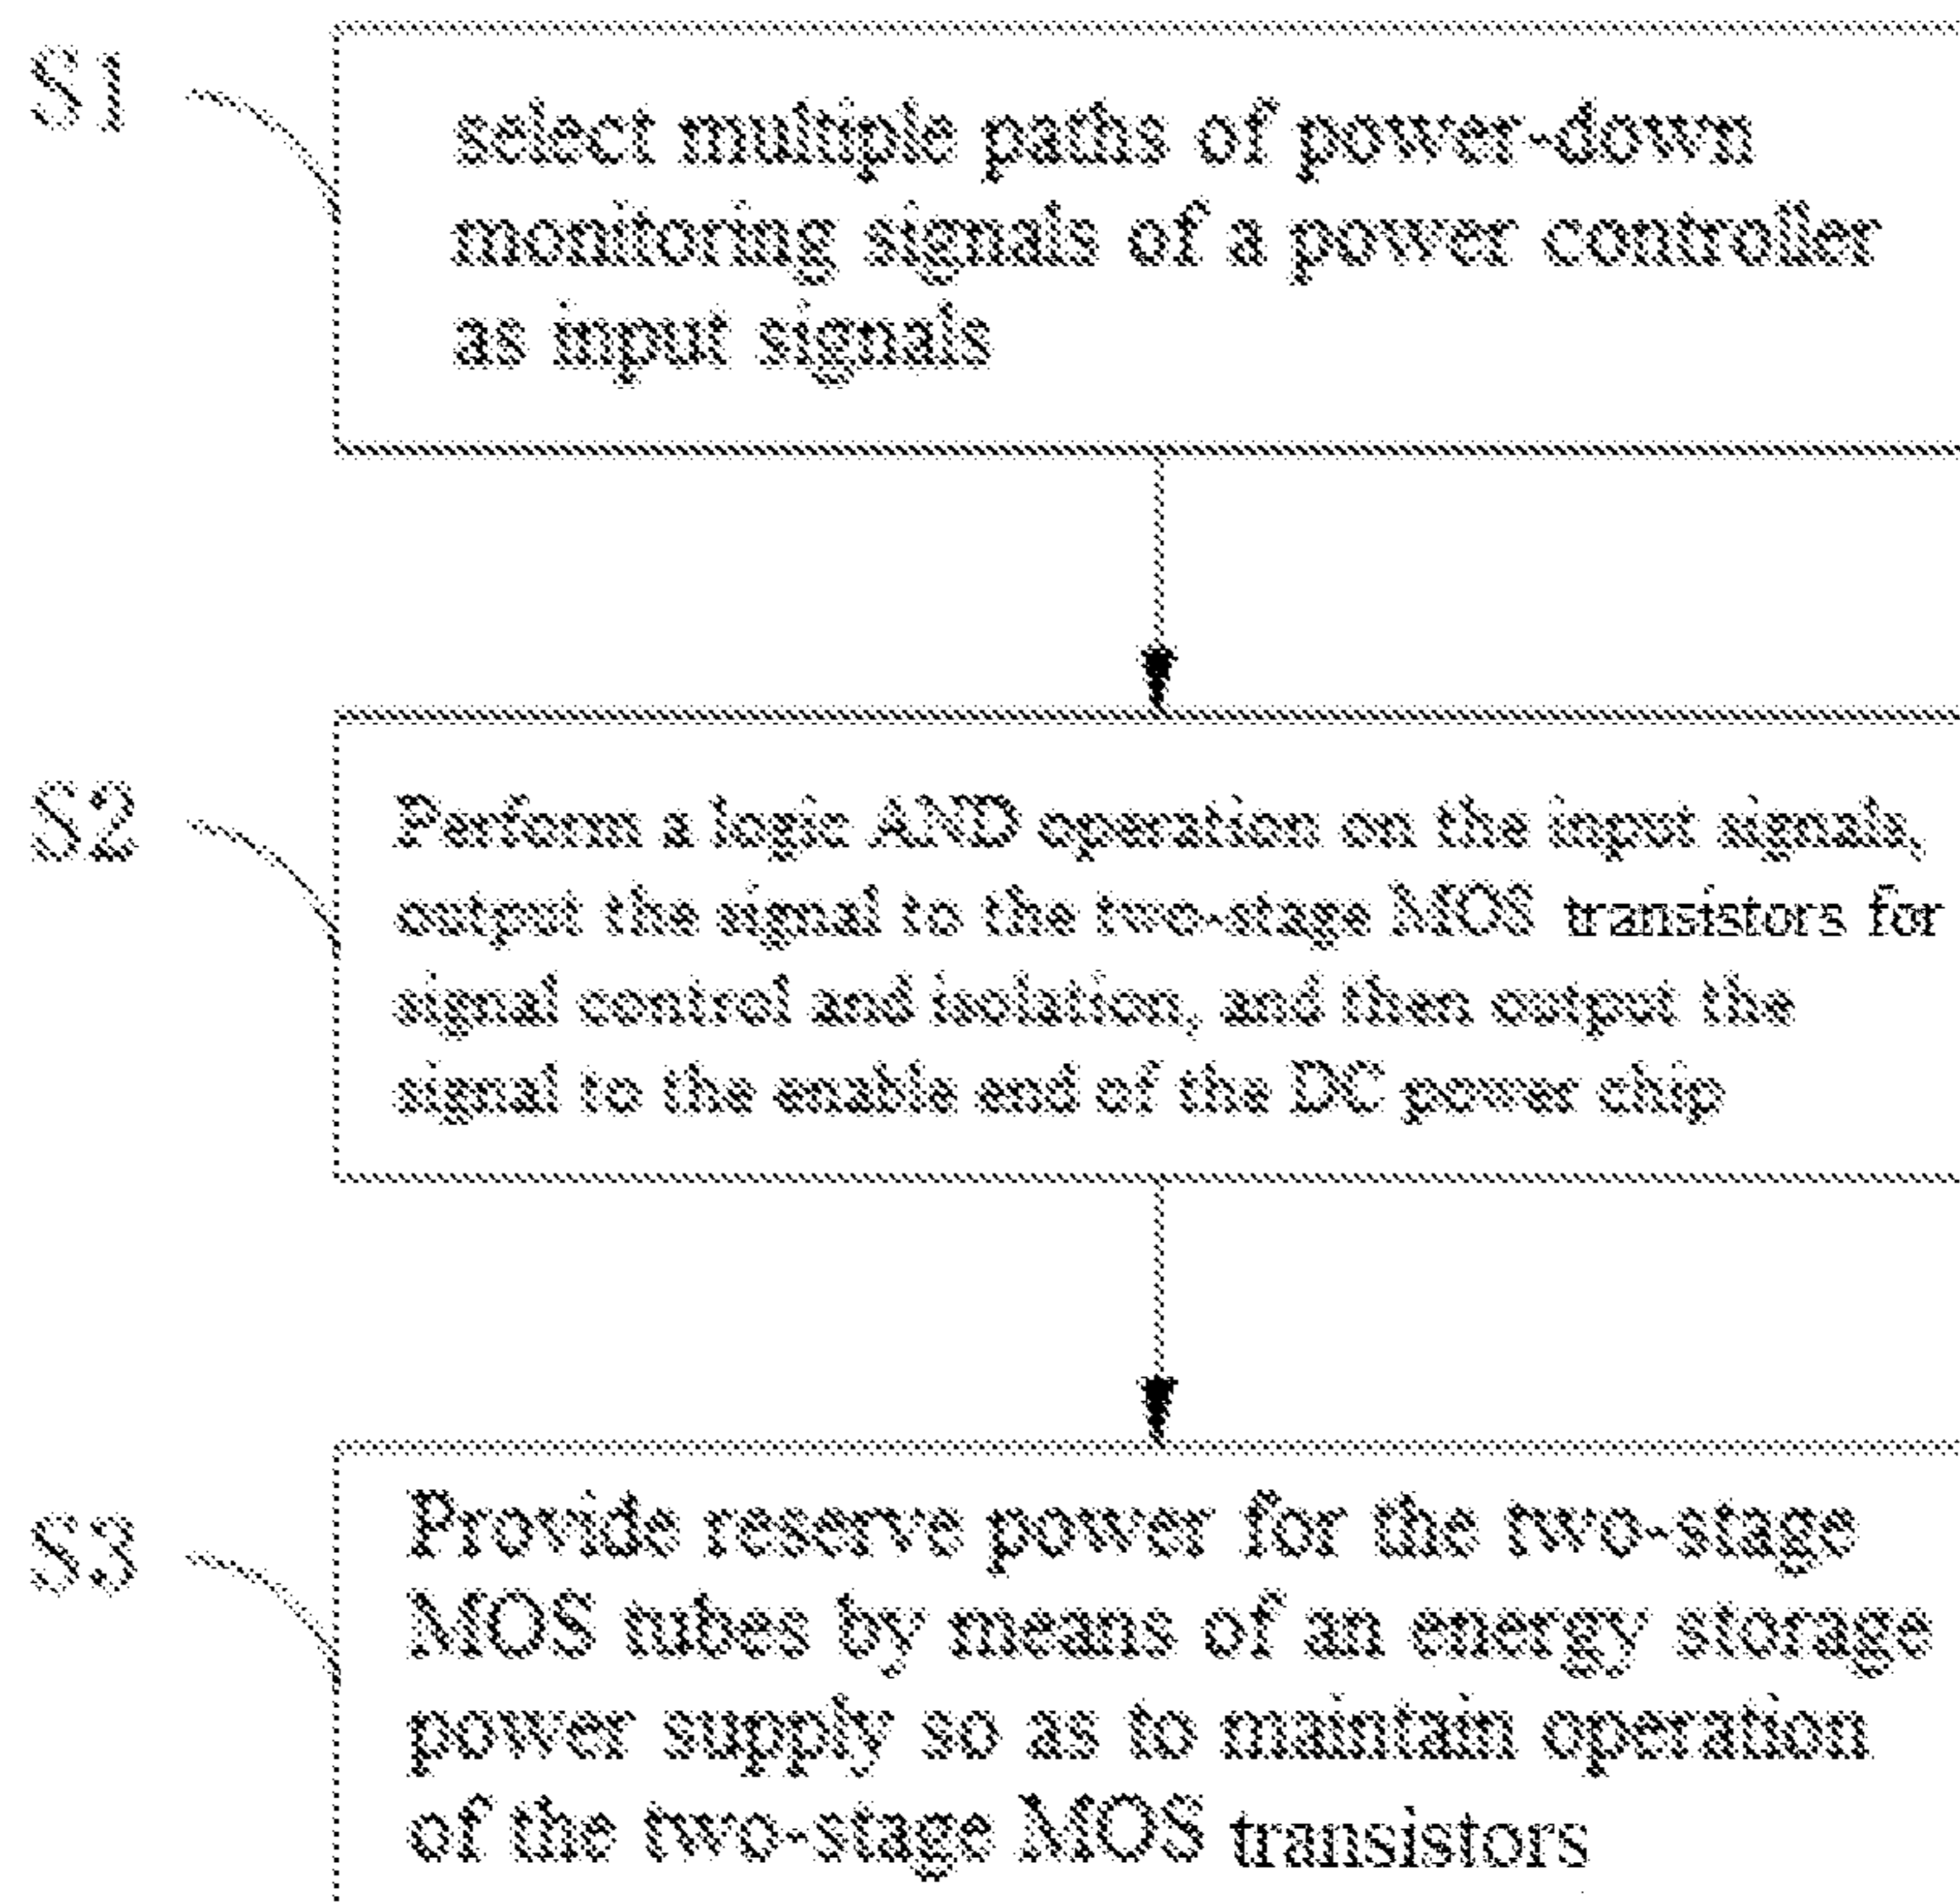 S1
select multiple paths of power-down
monitoring signals of a power controller
as input signals
S2
Perform a logic AND operation on the input signals,
output the signal to the two-stage MOS transistors for
signal control and isolation, and then output the
signal to the enable end of the DC power chip
S3
Provide reserve power for the two-stage
MOS tubes by means of an energy storage
power supply so as to maintain operation
of the two-stage MOS transistors